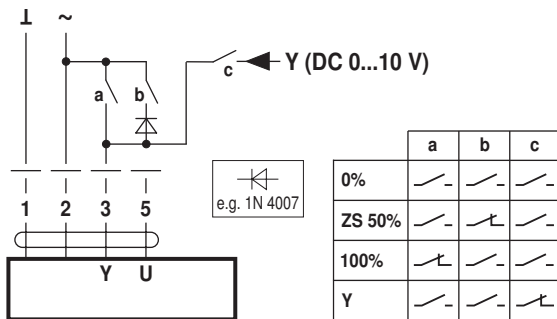 ⊥ ~
a b c Y (DC 0...10 V)
e.g. 1N 4007
1 2 3 5
Y U
a b c
0%
ZS 50%
100%
Y